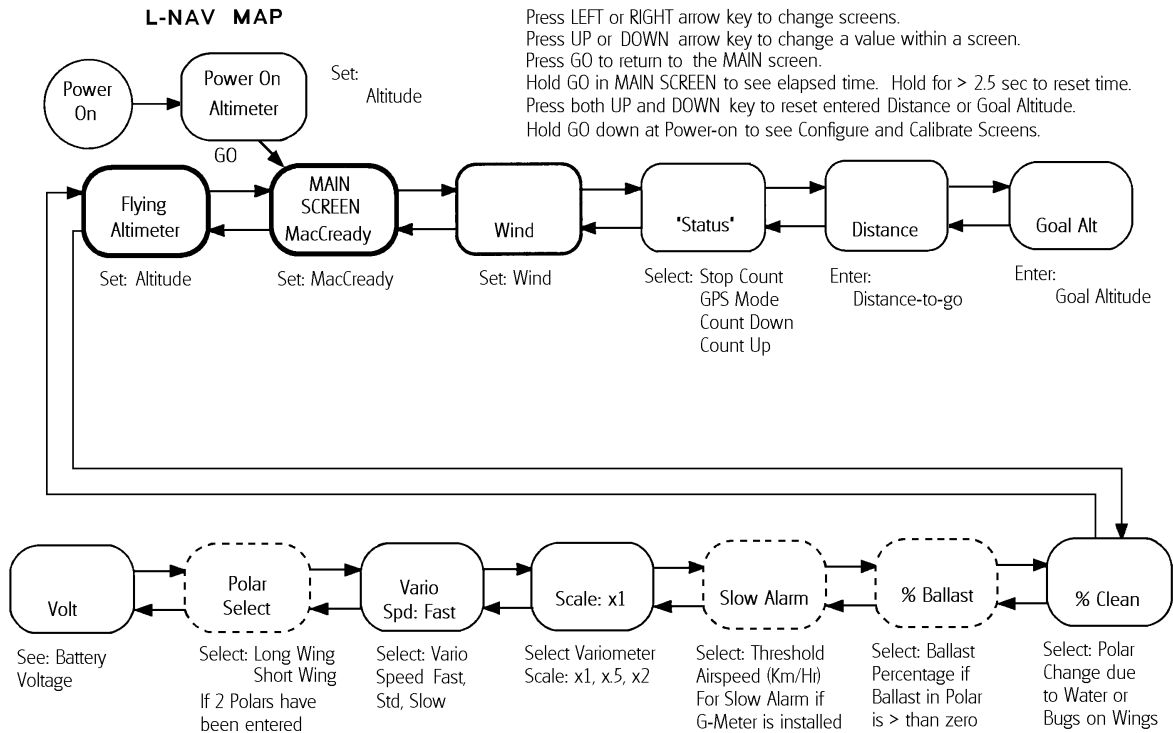 L-NAV MAP
Press LEFT or RIGHT arrow key to change screens.
Press UP or DOWN arrow key to change a value within a screen.
Press GO to return to the MAIN screen.
Hold GO in MAIN SCREEN to see elapsed time. Hold for > 2.5 sec to reset time.
Press both UP and DOWN key to reset entered Distance or Goal Altitude.
Hold GO down at Power-on to see Configure and Calibrate Screens.
Power
On
Power On
Altimeter
Set:
Altitude
GO
Flying
Altimeter
Set: Altitude
MAIN
SCREEN
MacCready
Set: MacCready
Wind
Set: Wind
"Status"
Select: Stop Count
GPS Mode
Count Down
Count Up
Distance
Enter:
Distance-to-go
Goal Alt
Enter:
Goal Altitude
Volt
See: Battery
Voltage
Polar
Select
Select: Long Wing
Short Wing
If 2 Polars have
been entered
Vario
Spd: Fast
Select: Vario
Speed Fast,
Std, Slow
Scale: x1
Select Variometer
Scale: x1, x.5, x2
Slow Alarm
Select: Threshold
Airspeed (Km/Hr)
For Slow Alarm if
G-Meter is installed
% Ballast
Select: Ballast
Percentage if
Ballast in Polar
is > than zero
% Clean
Select: Polar
Change due
to Water or
Bugs on Wings